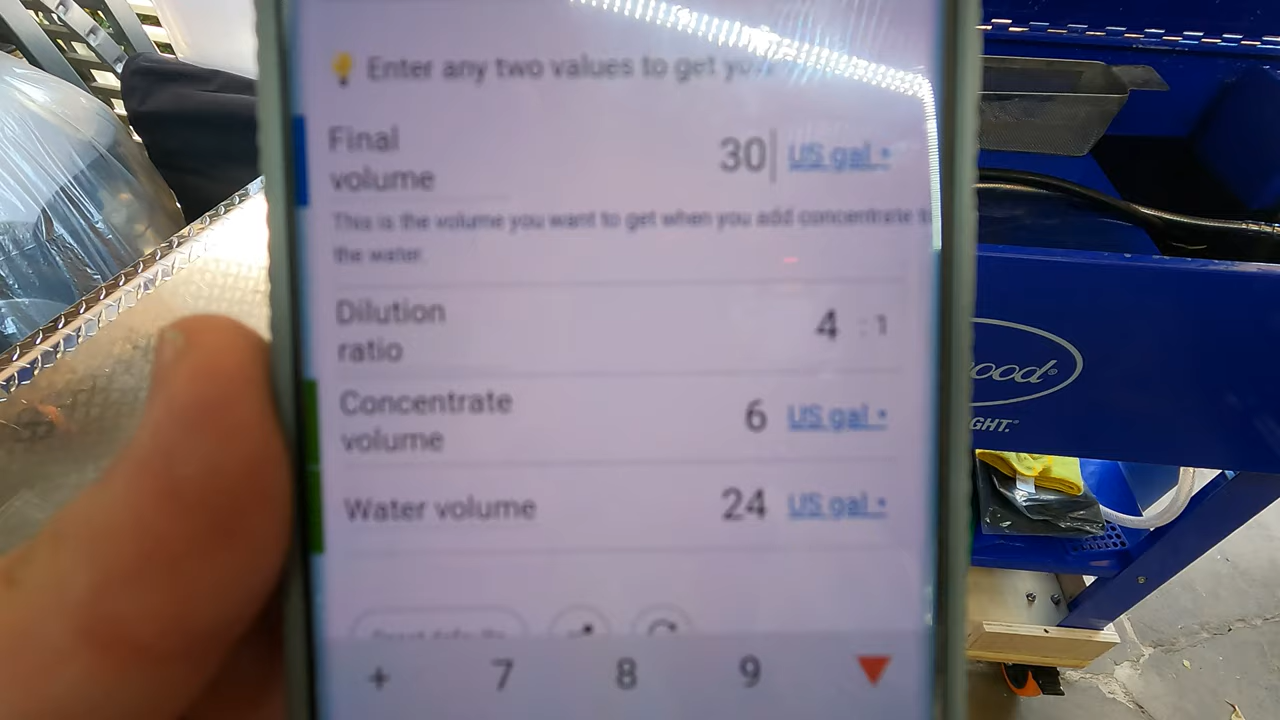 Enter any two values to get
Final
volume
30 US gal
This is the volume you want to get when you add concentrate
the water.
Dilution
ratio
4 : 1
Concentrate
volume
6 US gal
Water volume
24 US gal
+ 7 8 9
ood®
GHT.®